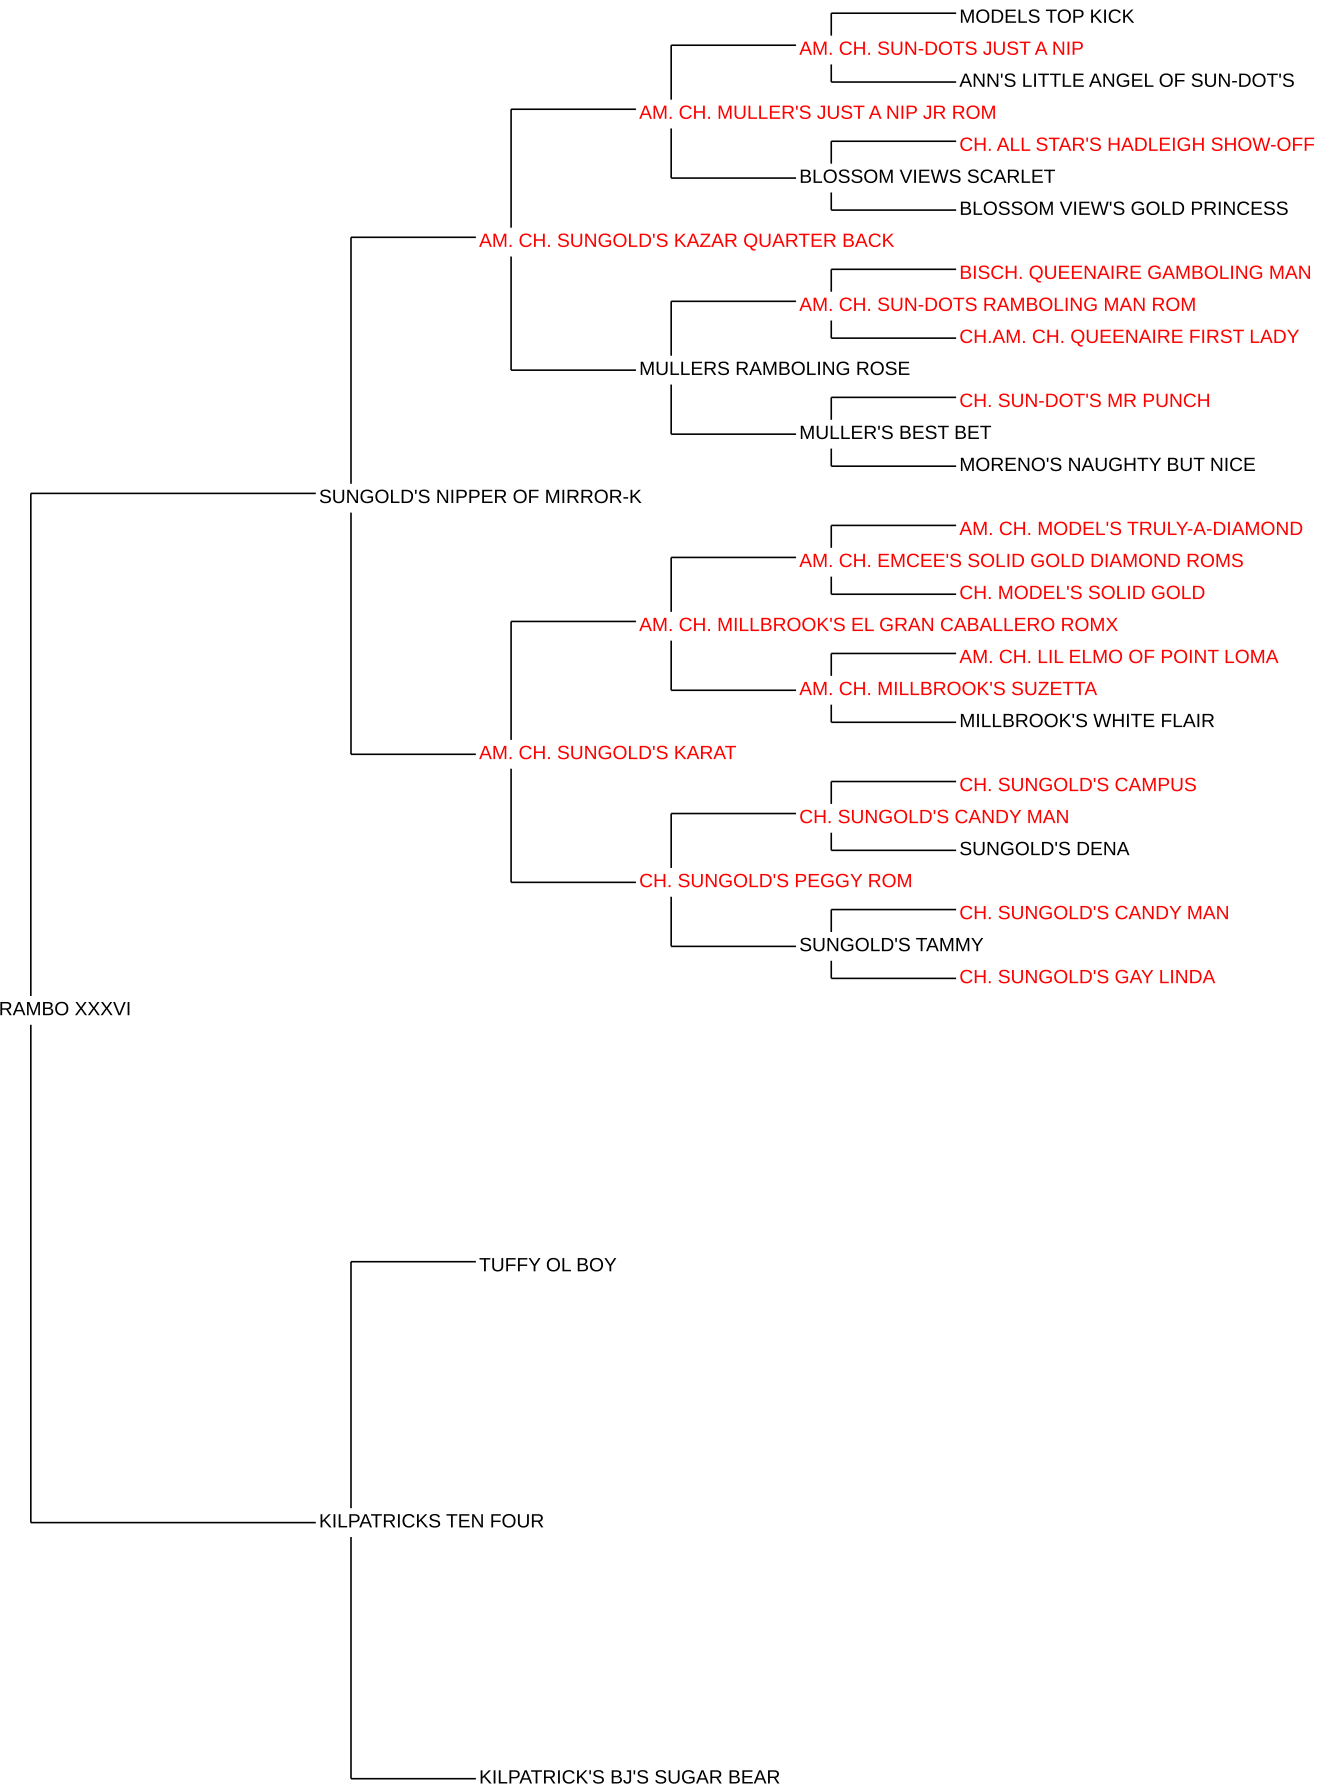 MODELS TOP KICK
AM. CH. SUN-DOTS JUST A NIP
ANN'S LITTLE ANGEL OF SUN-DOT'S
AM. CH. MULLER'S JUST A NIP JR ROM
CH. ALL STAR'S HADLEIGH SHOW-OFF
BLOSSOM VIEWS SCARLET
BLOSSOM VIEW'S GOLD PRINCESS
AM. CH. SUNGOLD'S KAZAR QUARTER BACK
BISCH. QUEENAIRE GAMBOLING MAN
AM. CH. SUN-DOTS RAMBOLING MAN ROM
CH.AM. CH. QUEENAIRE FIRST LADY
MULLERS RAMBOLING ROSE
CH. SUN-DOT'S MR PUNCH
MULLER'S BEST BET
MORENO'S NAUGHTY BUT NICE
SUNGOLD'S NIPPER OF MIRROR-K
AM. CH. MODEL'S TRULY-A-DIAMOND
AM. CH. EMCEE'S SOLID GOLD DIAMOND ROMS
CH. MODEL'S SOLID GOLD
AM. CH. MILLBROOK'S EL GRAN CABALLERO ROMX
AM. CH. LIL ELMO OF POINT LOMA
AM. CH. MILLBROOK'S SUZETTA
MILLBROOK'S WHITE FLAIR
AM. CH. SUNGOLD'S KARAT
CH. SUNGOLD'S CAMPUS
CH. SUNGOLD'S CANDY MAN
SUNGOLD'S DENA
CH. SUNGOLD'S PEGGY ROM
CH. SUNGOLD'S CANDY MAN
SUNGOLD'S TAMMY
CH. SUNGOLD'S GAY LINDA
RAMBO XXXVI
TUFFY OL BOY
KILPATRICKS TEN FOUR
KILPATRICK'S BJ'S SUGAR BEAR